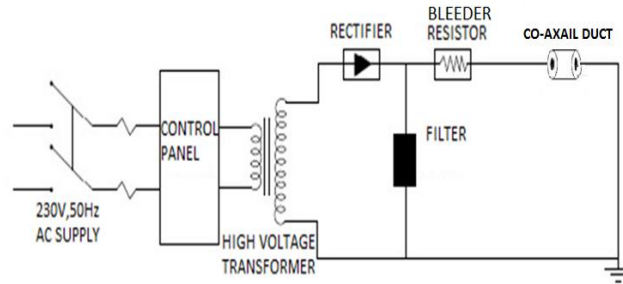 RECTIFIER
BLEEDER
RESISTOR
CO-AXAIL DUCT
CONTROL
PANEL
FILTER
230V,50Hz
AC SUPPLY
HIGH VOLTAGE
TRANSFORMER